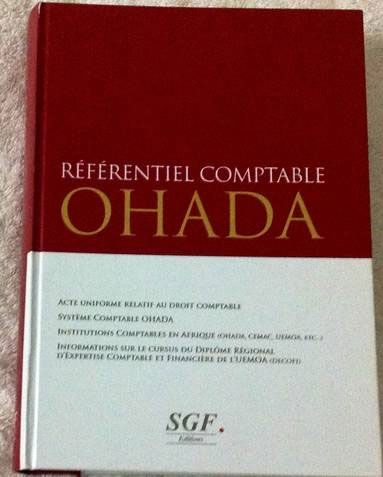 RÉFÉRENTIEL COMPTABLE
OHADA
ACTE UNIFORME RELATIF AU DROIT COMPTABLE
SYSTÈME COMPTABLE OHADA
INSTITUTIONS COMPTABLES EN AFRIQUE (OHADA, CEMAC, UEMOA, ETC..)
INFORMATIONS SUR LE CURSUS DU DIPLÔME RÉGIONAL
D'EXPERTISE COMPTABLE ET FINANCIÈRE DE L'UEMOA (DECOFI)
SGF.
Editions